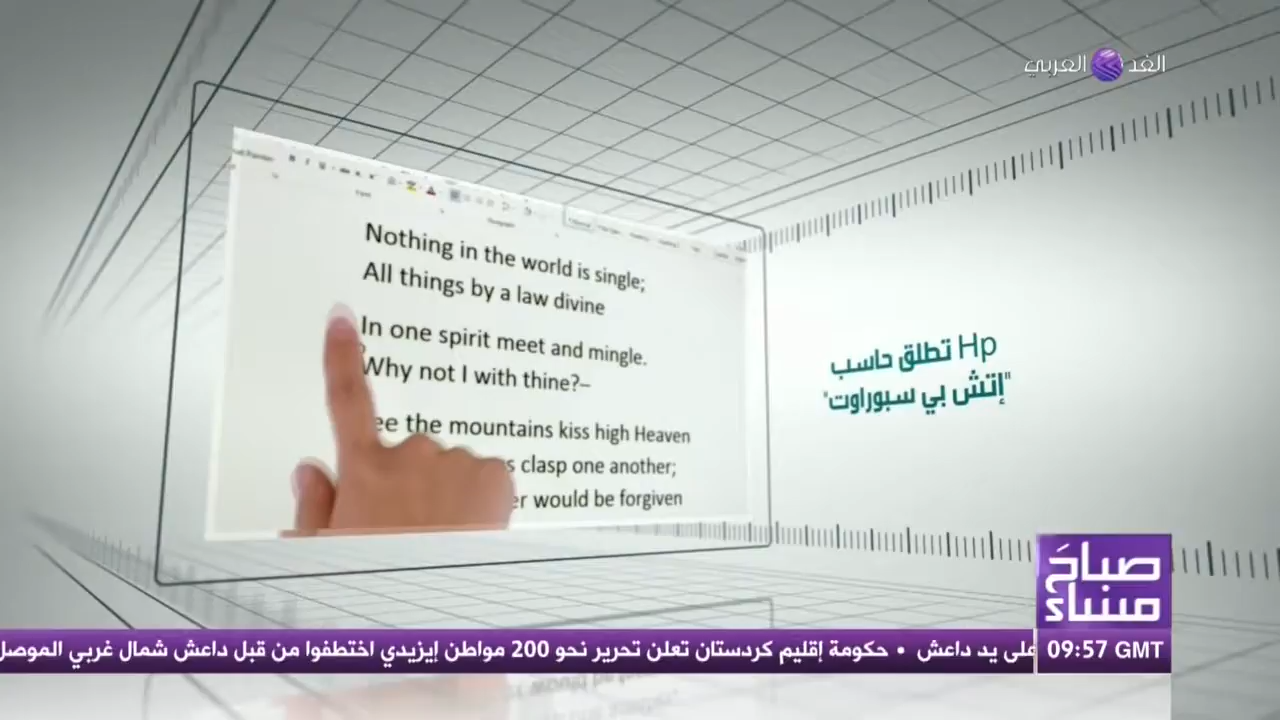 الغد العربي
Nothing in the world is single;
All things by a law divine
In one spirit meet and mingle.
Why not I with thine?–
ee the mountains kiss high Heaven
s clasp one another;
er would be forgiven
Hp تطلق حاسب
"إتش بي سبوراوت"
صباحَ
مساء
على يد داعش • حكومة إقليم كردستان تعلن تحرير نحو 200 مواطن إيزيدي اختطفوا من قبل داعش شمال غربي الموصل
09:57 GMT